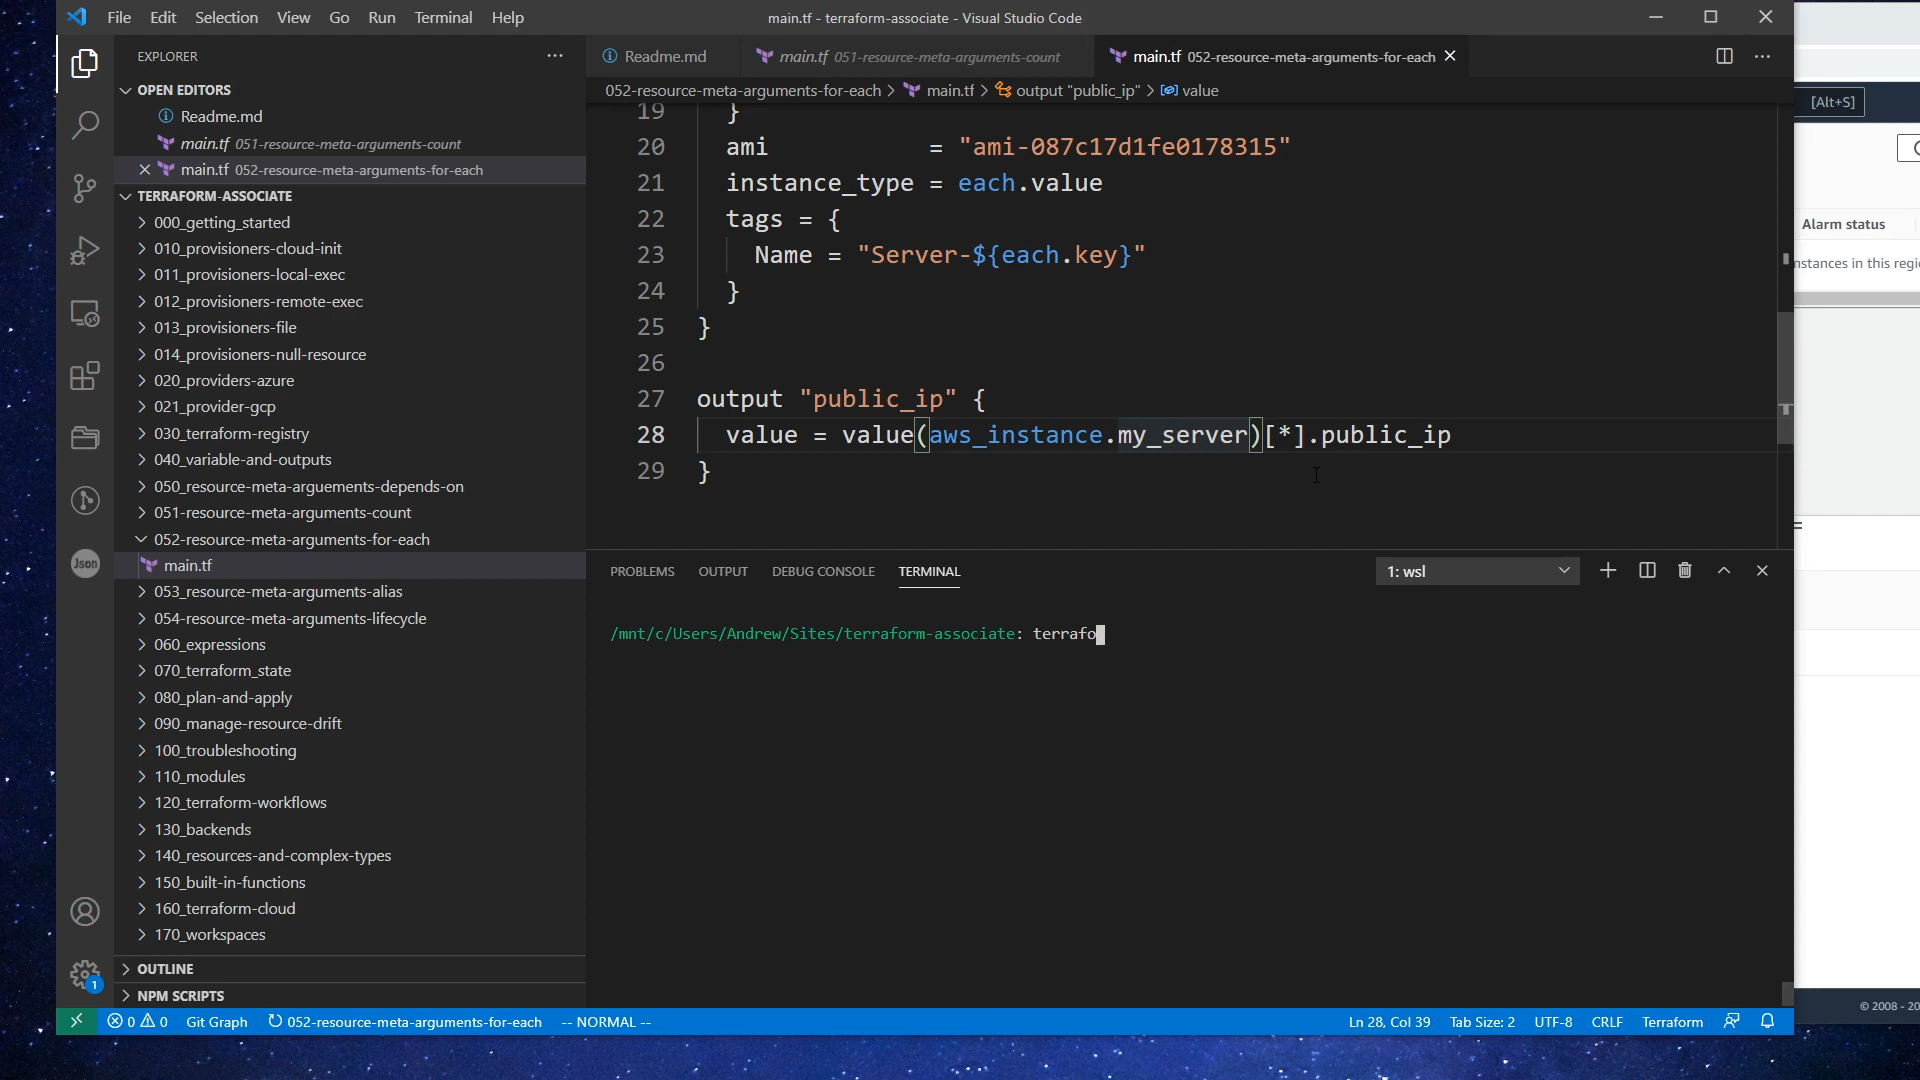 File Edit Selection View Go Run Terminal Help
main.tf - terraform-associate - Visual Studio Code
EXPLORER
OPEN EDITORS
Readme.md
main.tf 051-resource-meta-arguments-count
main.tf 052-resource-meta-arguments-for-each
TERRAFORM-ASSOCIATE
000_getting_started
010_provisioners-cloud-init
011_provisioners-local-exec
012_provisioners-remote-exec
013_provisioners-file
014_provisioners-null-resource
020_providers-azure
021_provider-gcp
030_terraform-registry
040_variable-and-outputs
050_resource-meta-arguements-depends-on
051-resource-meta-arguments-count
052-resource-meta-arguments-for-each
main.tf
053_resource-meta-arguments-alias
054-resource-meta-arguments-lifecycle
060_expressions
070_terraform_state
080_plan-and-apply
090_manage-resource-drift
100_troubleshooting
110_modules
120_terraform-workflows
130_backends
140_resources-and-complex-types
150_built-in-functions
160_terraform-cloud
170_workspaces
OUTLINE
NPM SCRIPTS
Json
1
Readme.md main.tf 051-resource-meta-arguments-count main.tf 052-resource-meta-arguments-for-each
052-resource-meta-arguments-for-each > main.tf > output "public_ip" > value
19 }
20 ami = "ami-087c17d1fe0178315"
21 instance_type = each.value
22 tags = {
23 Name = "Server-${each.key}"
24 }
25 }
26
27 output "public_ip" {
28 value = value(aws_instance.my_server)[*].public_ip
29 }
PROBLEMS OUTPUT DEBUG CONSOLE TERMINAL
1: wsl
/mnt/c/Users/Andrew/Sites/terraform-associate: terrafo
0 0 Git Graph 052-resource-meta-arguments-for-each -- NORMAL --
Ln 28, Col 39 Tab Size: 2 UTF-8 CRLF Terraform
[Alt+S]
Alarm status
nstances in this regi
© 2008 - 20